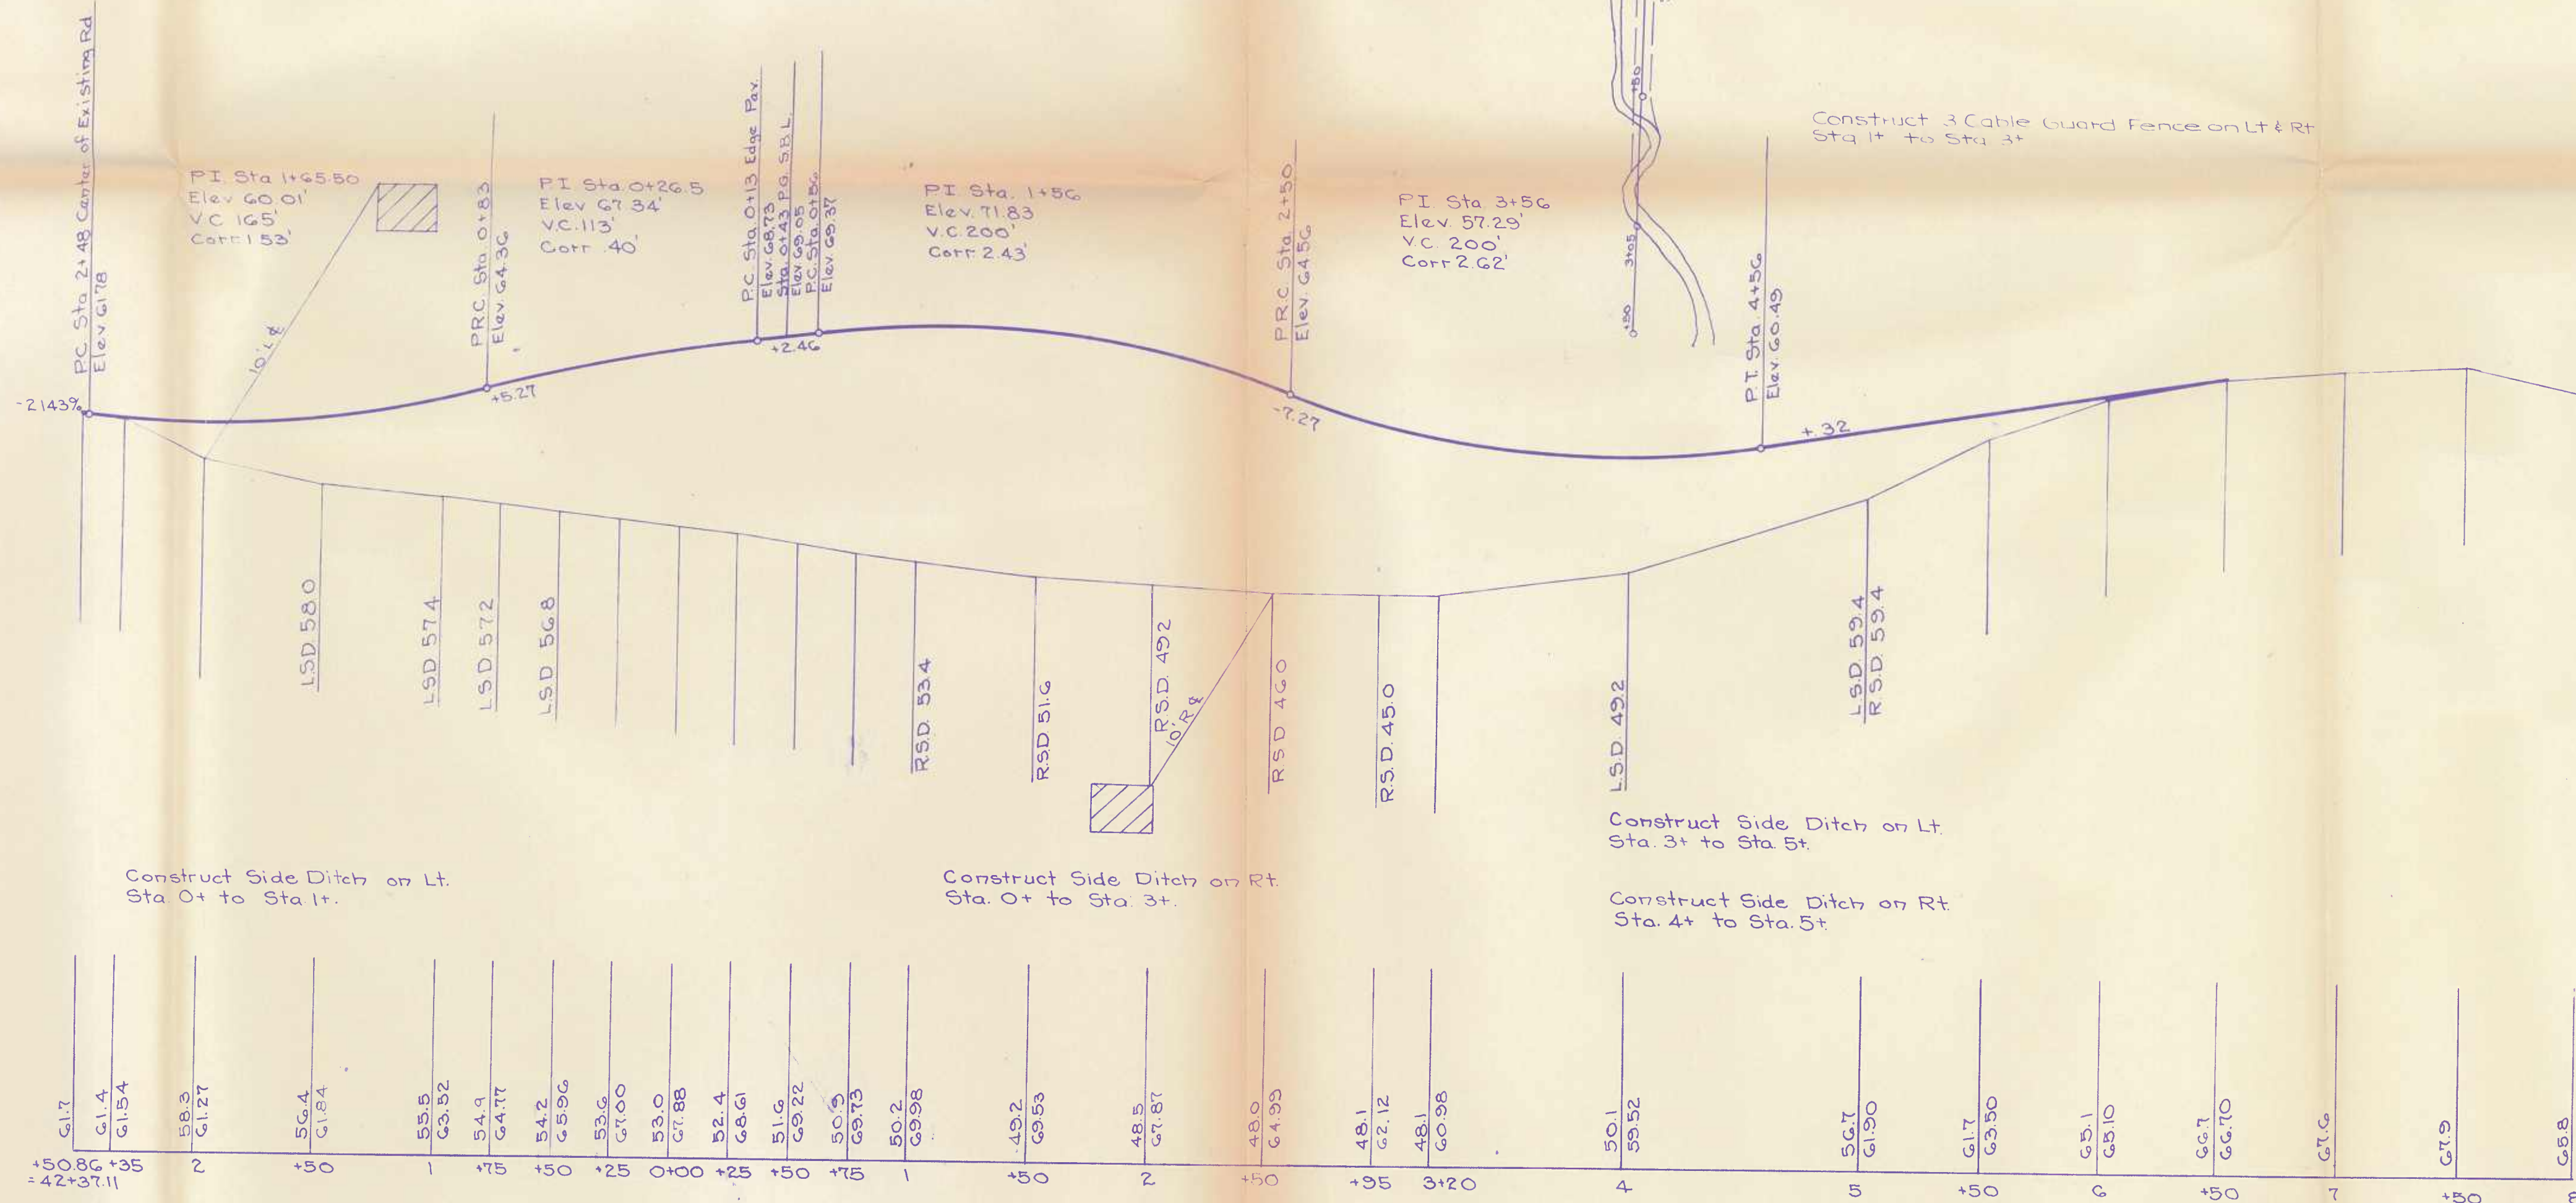 P.C. Sta 2+48 Center of Existing Rd
Elev 61.78
P.I. Sta 1+65.50
Elev 60.01'
V.C 165'
Corr 1.53'
10' L ℄
P.R.C. Sta 0+83
Elev. 64.36
P.I. Sta. 0+26.5
Elev 67.34'
V.C. 113'
Corr .40'
P.C. Sta. 0+13 Edge Pav.
Elev. 68.73
Sta. 0+43 P.G. S.B.L.
Elev. 69.05
P.C. Sta. 0+56
Elev. 69.37
P.I. Sta. 1+56
Elev. 71.83
V.C. 200'
Corr. 2.43'
P.R.C. Sta. 2+50
Elev. 64.56
P.I. Sta. 3+56
Elev. 57.29'
V.C. 200'
Corr 2.62'
+50
3+05
+50
P.T. Sta. 4+56
Elev. 60.49
Construct 3 Cable Guard Fence on Lt & Rt
Sta 1+ to Sta 3+
-2.143%
+5.27
+2.46
-7.27
+.32
L.S.D. 58.0
L.S.D. 57.4
L.S.D. 57.2
L.S.D. 56.8
R.S.D. 53.4
R.S.D 51.6
R.S.D. 49.2
10' R ℄
R.S.D 46.0
R.S.D. 45.0
L.S.D. 49.2
L.S.D. 59.4
R.S.D. 59.4
Construct Side Ditch on Lt.
Sta. 0+ to Sta. 1+.
Construct Side Ditch on Rt.
Sta. 0+ to Sta. 3+.
Construct Side Ditch on Lt.
Sta. 3+ to Sta. 5+.
Construct Side Ditch on Rt.
Sta. 4+ to Sta. 5+.
61.7
61.4
61.54
58.3
61.27
56.4
61.84
55.5
63.52
54.9
64.77
54.2
65.96
53.6
67.00
53.0
67.88
52.4
68.61
51.6
69.22
50.9
69.73
50.2
69.98
49.2
69.53
48.5
67.87
48.0
64.99
48.1
62.12
48.1
60.98
50.1
59.52
56.7
61.90
61.7
63.50
65.1
65.10
66.7
66.70
67.6
67.9
65.8
+50.86 +35 2 +50 1 +75 +50 +25 0+00 +25 +50 +75 1 +50 2 +50 +95 3+20 4 5 +50 6 +50 7 +50
=42+37.11